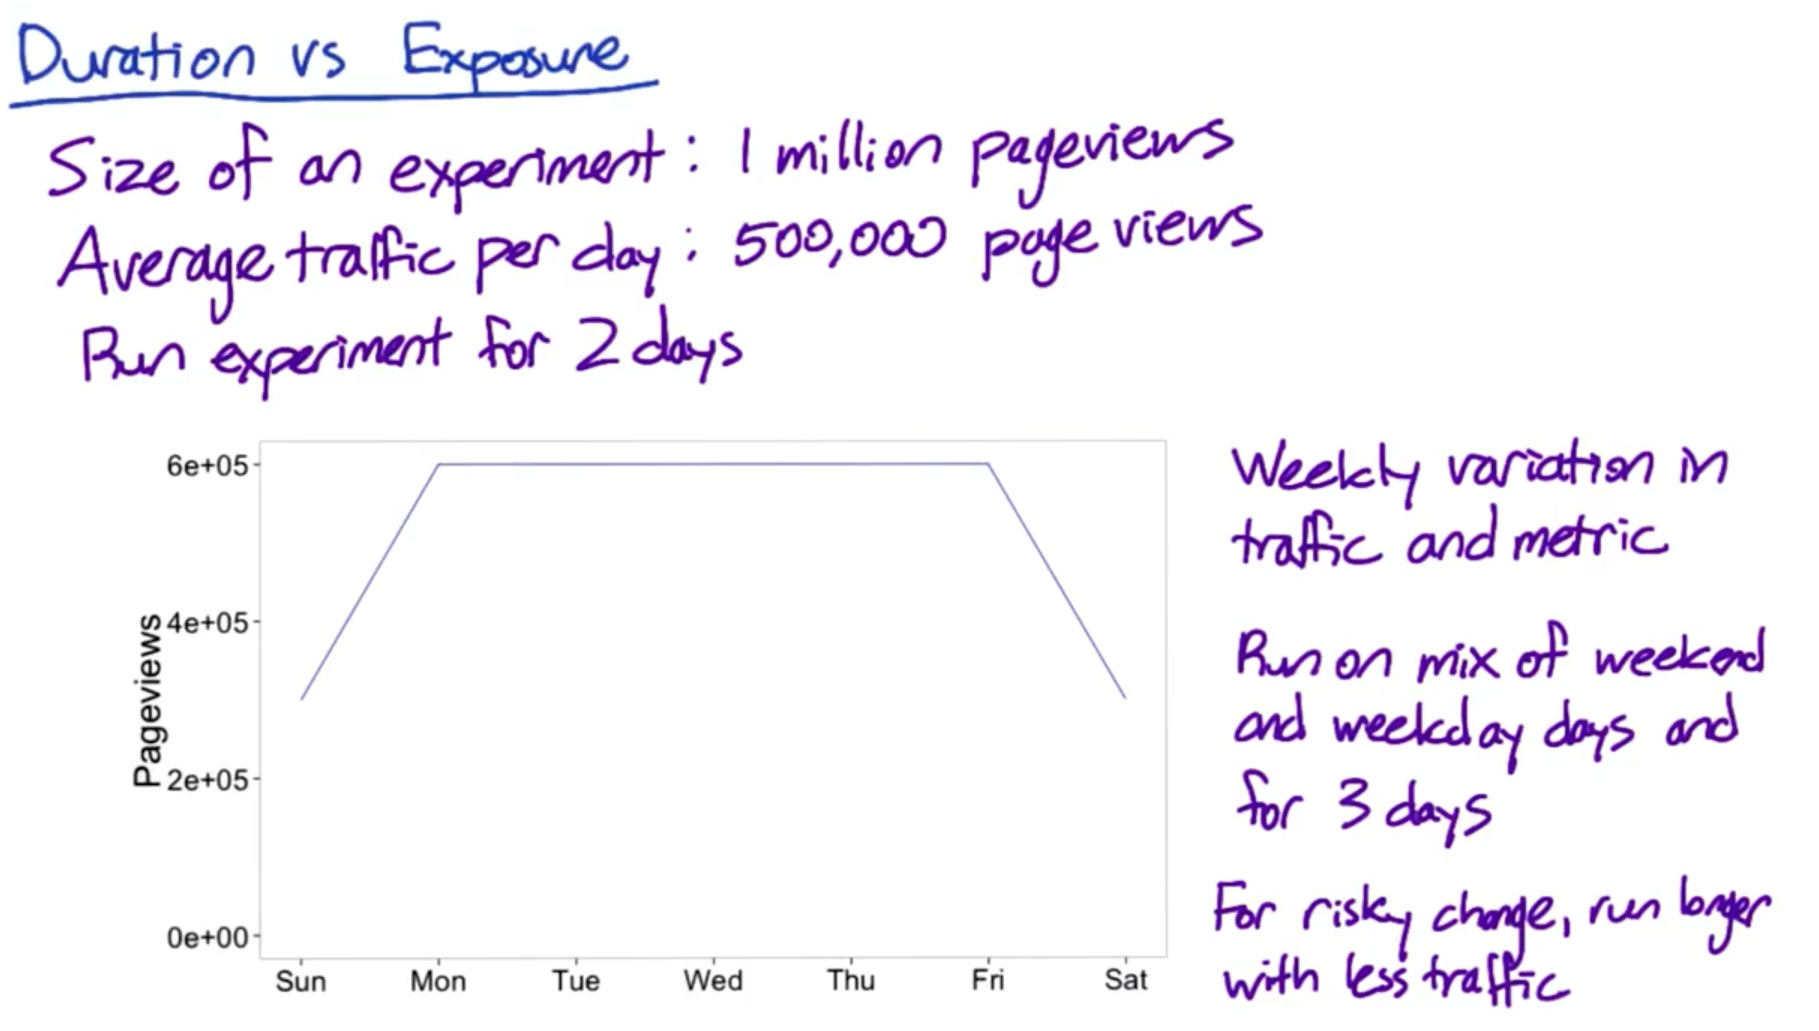 Duration vs Exposure
Size of an experiment: 1 million pageviews
Average traffic per day: 500,000 page views
Run experiment for 2 days
6e+05
4e+05
2e+05
0e+00
Pageviews
Sun Mon Tue Wed Thu Fri Sat
Weekly variation in
traffic and metric
Run on mix of weekend
and weekday days and
for 3 days
For risky change, run longer
with less traffic